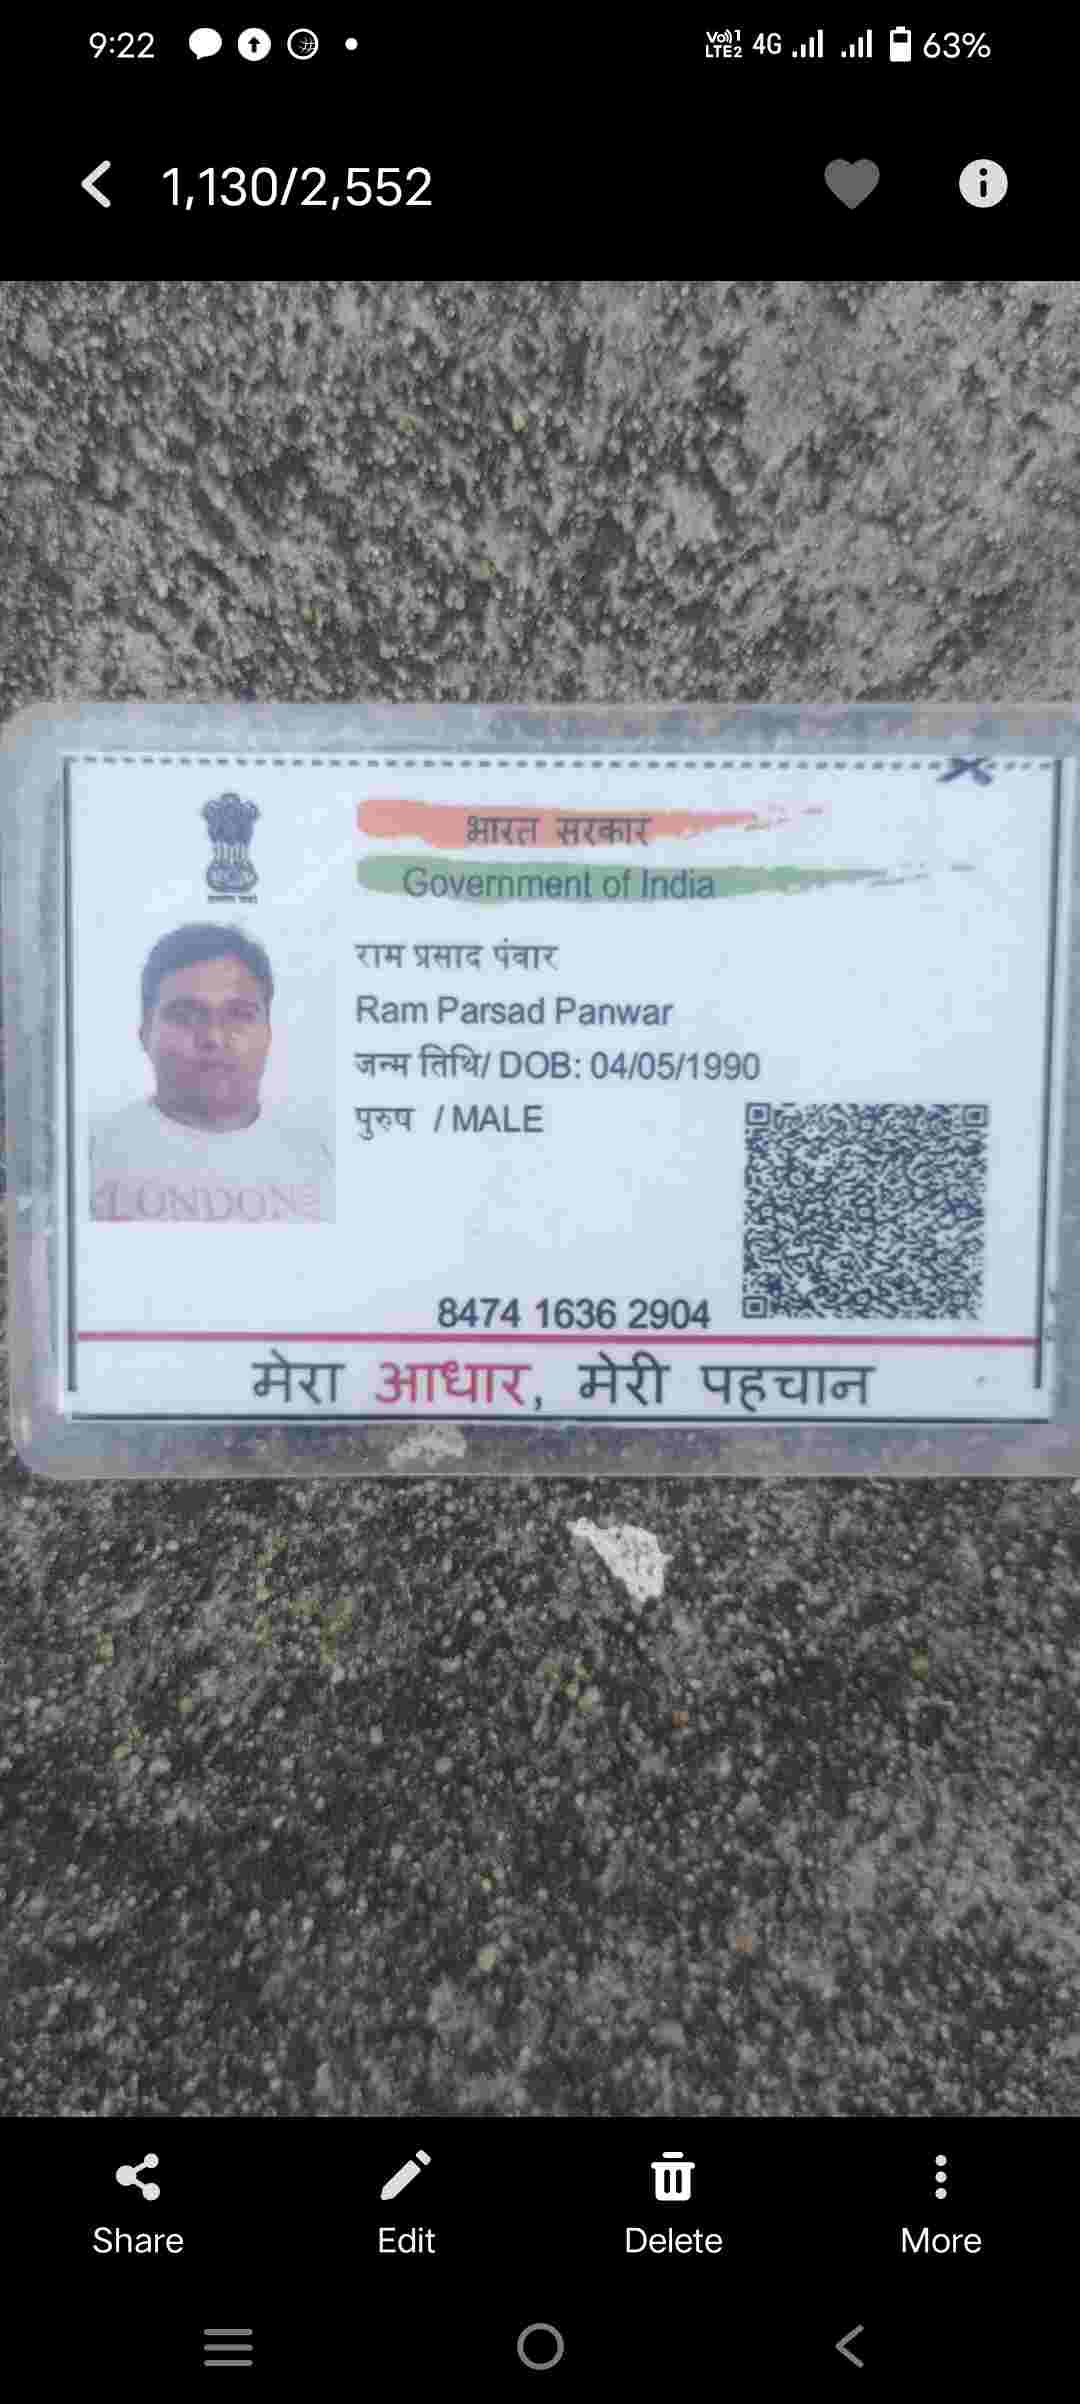 9:22
Vo))1 LTE2 4G 63%
1,130/2,552
भारत सरकार
Government of India
राम प्रसाद पंवार
Ram Parsad Panwar
जन्म तिथि/ DOB: 04/05/1990
पुरुष / MALE
LONDON
8474 1636 2904
मेरा आधार, मेरी पहचान
Share Edit Delete More